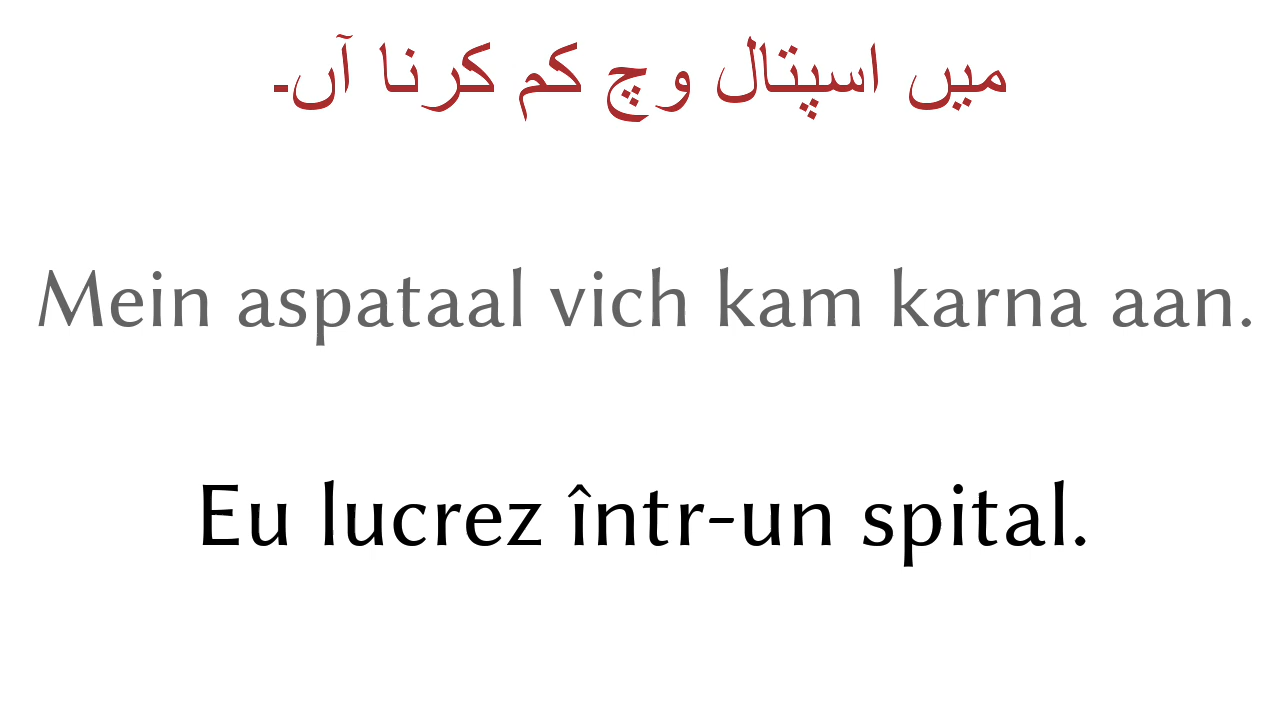 میں اسپتال وچ کم کرنا آں۔
Mein aspataal vich kam karna aan.
Eu lucrez într-un spital.